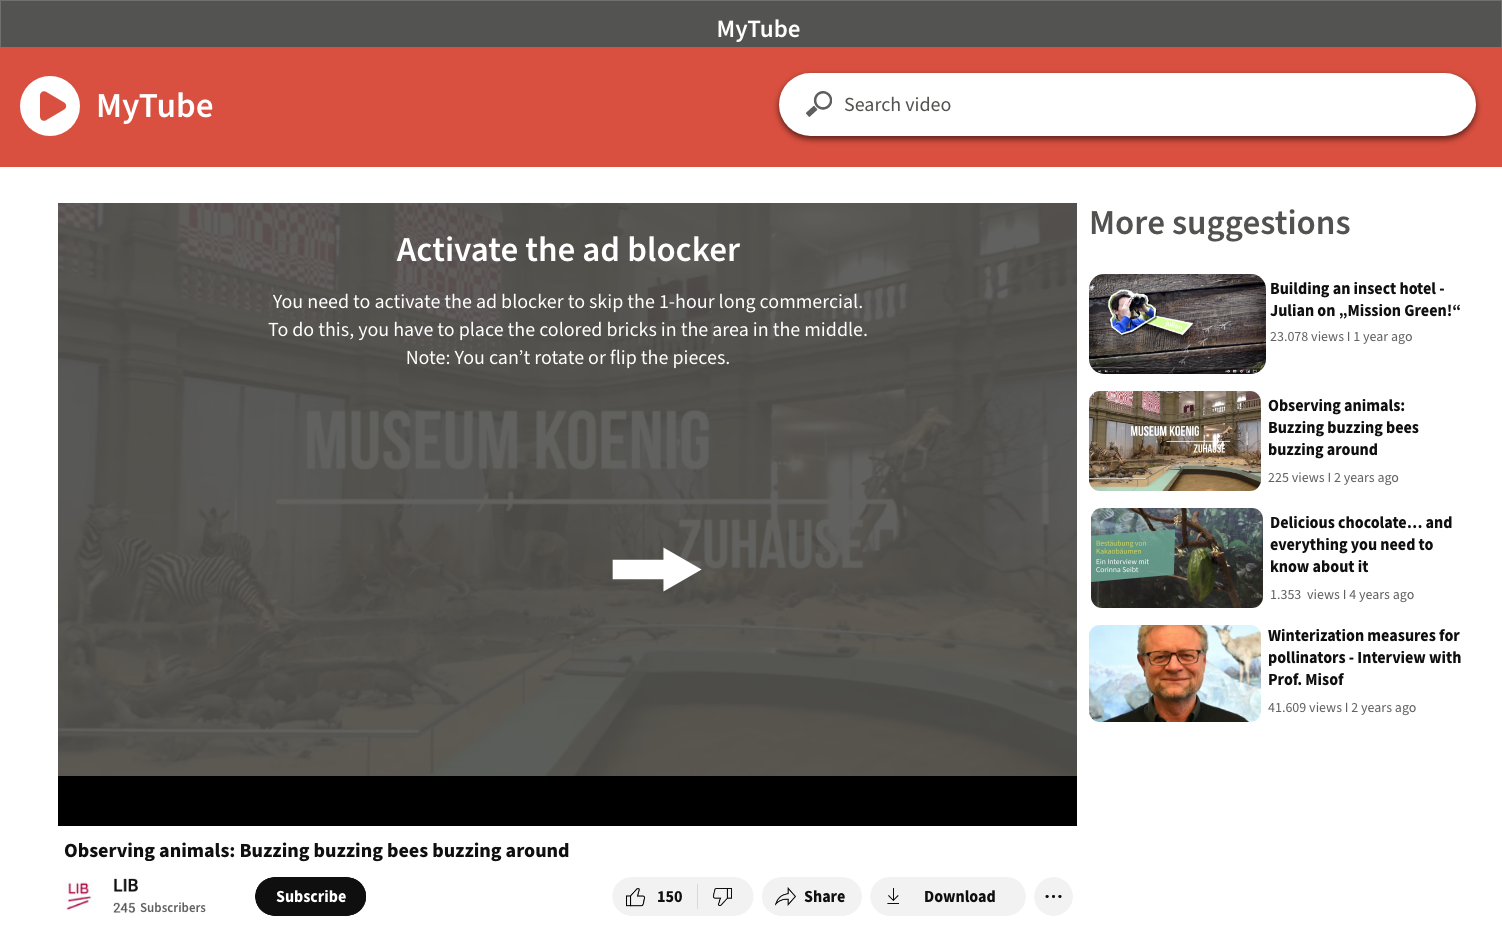 MyTube
MyTube
Search video
Activate the ad blocker
You need to activate the ad blocker to skip the 1-hour long commercial.
To do this, you have to place the colored bricks in the area in the middle.
Note: You can't rotate or flip the pieces.
MUSEUM KOENIG
ZUHAUSE
More suggestions
Building an insect hotel -
Julian on „Mission Green!“
23.078 views I 1 year ago
MUSEUM KOENIG
ZUHAUSE
Observing animals:
Buzzing buzzing bees
buzzing around
225 views I 2 years ago
Bestäubung von
Kakaobäumen
Ein Interview mit
Corinna Seibt
Delicious chocolate... and
everything you need to
know about it
1.353 views I 4 years ago
Winterization measures for
pollinators - Interview with
Prof. Misof
41.609 views I 2 years ago
Observing animals: Buzzing buzzing bees buzzing around
LIB
LIB
245 Subscribers
Subscribe
150
Share
Download